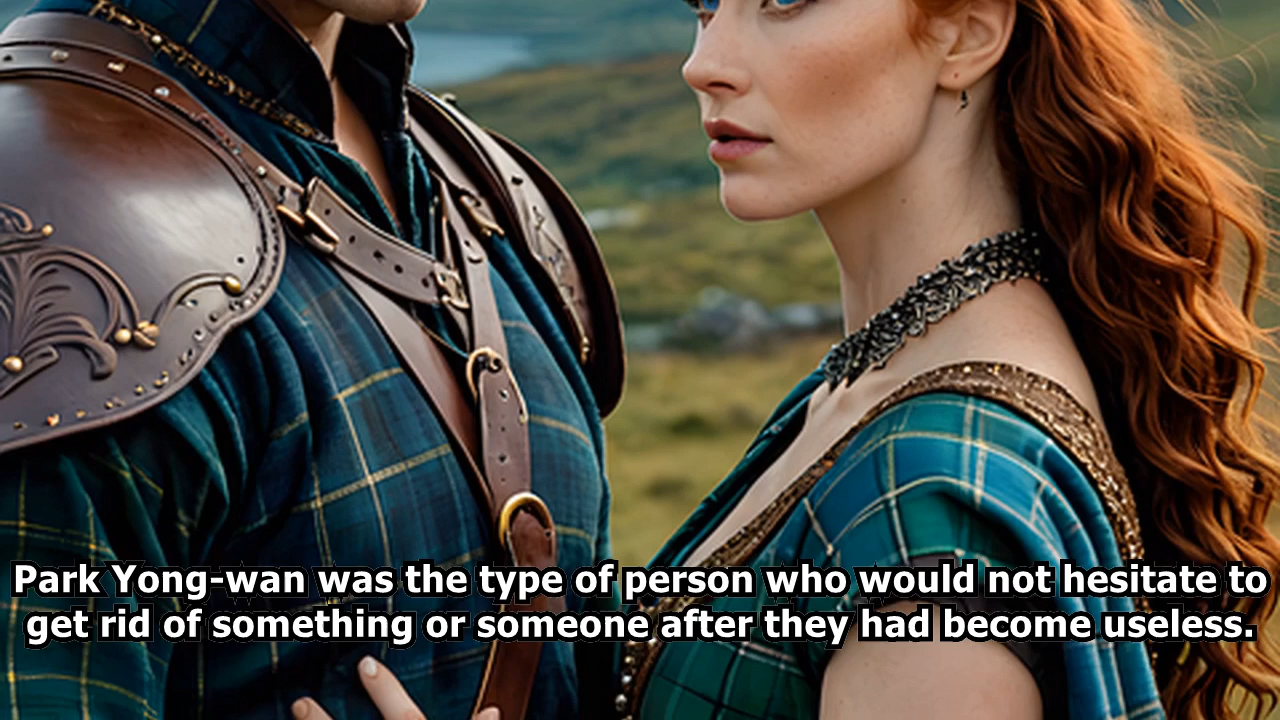 Park Yong-wan was the type of person who would not hesitate to
get rid of something or someone after they had become useless.